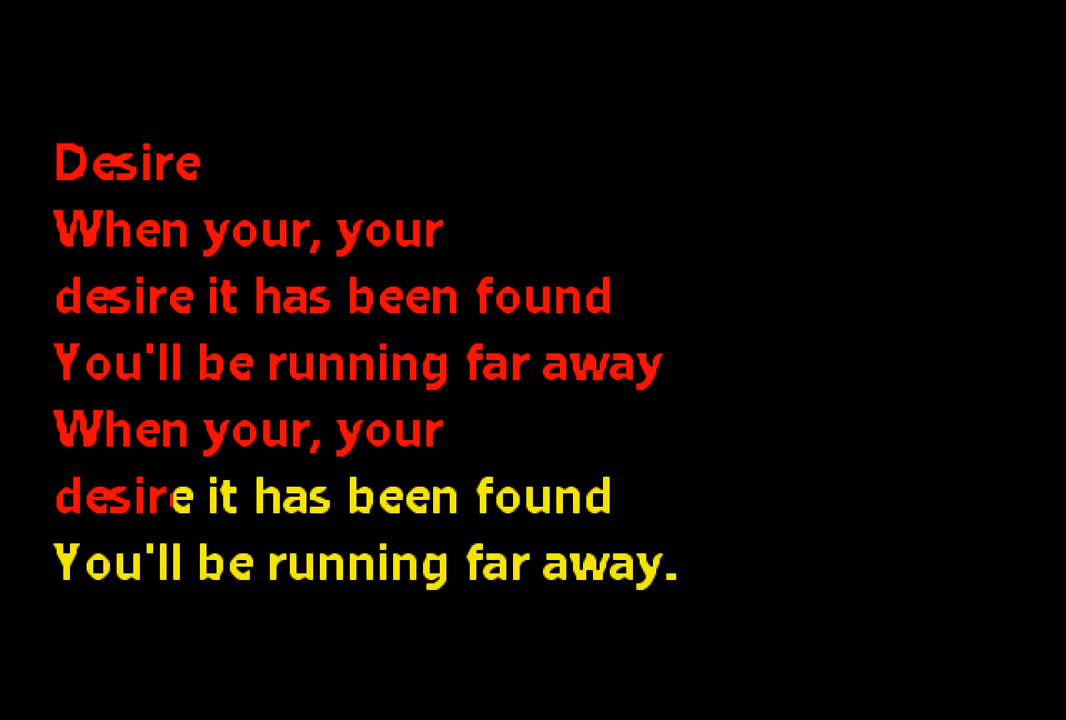 Desire
When your, your
desire it has been found
You'll be running far away
When your, your
desire it has been found
You'll be running far away.